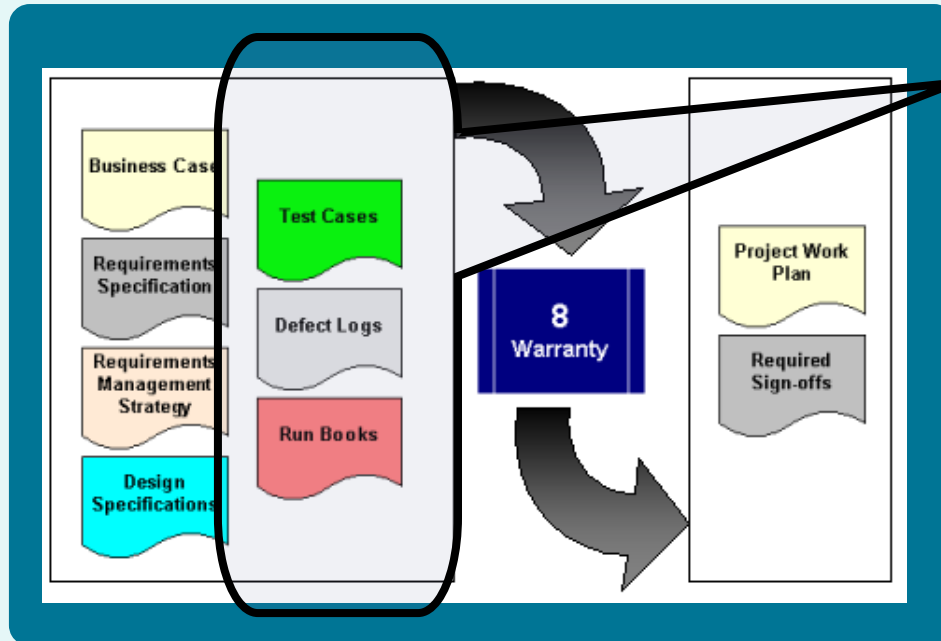 Business Case
Requirements
Specification
Requirements
Management
Strategy
Design
Specifications
Test Cases
Defect Logs
Run Books
8
Warranty
Project Work
Plan
Required
Sign-offs